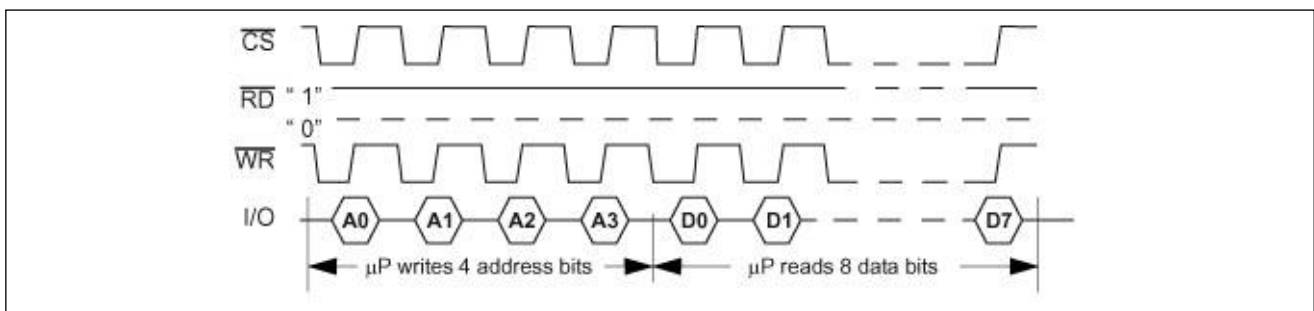 CS
RD “ 1”
“ 0”
WR
I/O A0 A1 A2 A3 D0 D1 D7
μP writes 4 address bits μP reads 8 data bits